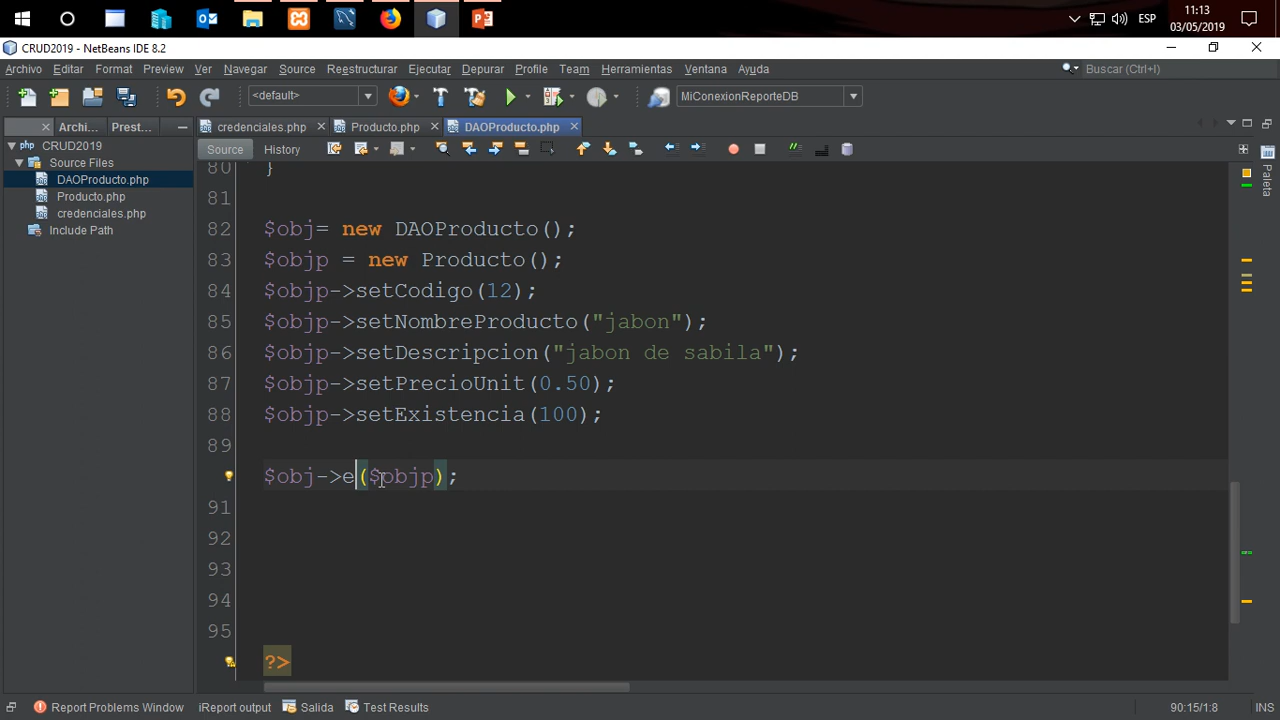 11:13
ESP
03/05/2019
CRUD2019 - NetBeans IDE 8.2
Archivo Editar Format Preview Ver Navegar Source Reestructurar Ejecutar Depurar Profile Team Herramientas Ventana Ayuda Buscar (Ctrl+I)
<default> MiConexionReporteDB
Archi... Prest... credenciales.php Producto.php DAOProducto.php
Source History
CRUD2019
Source Files
DAOProducto.php
Producto.php
credenciales.php
Include Path
Paleta
80 }
81
82 $obj= new DAOProducto();
83 $objp = new Producto();
84 $objp->setCodigo(12);
85 $objp->setNombreProducto("jabon");
86 $objp->setDescripcion("jabon de sabila");
87 $objp->setPrecioUnit(0.50);
88 $objp->setExistencia(100);
89
$obj->e($objp);
91
92
93
94
95
?>
Report Problems Window iReport output Salida Test Results 90:15/1:8 INS